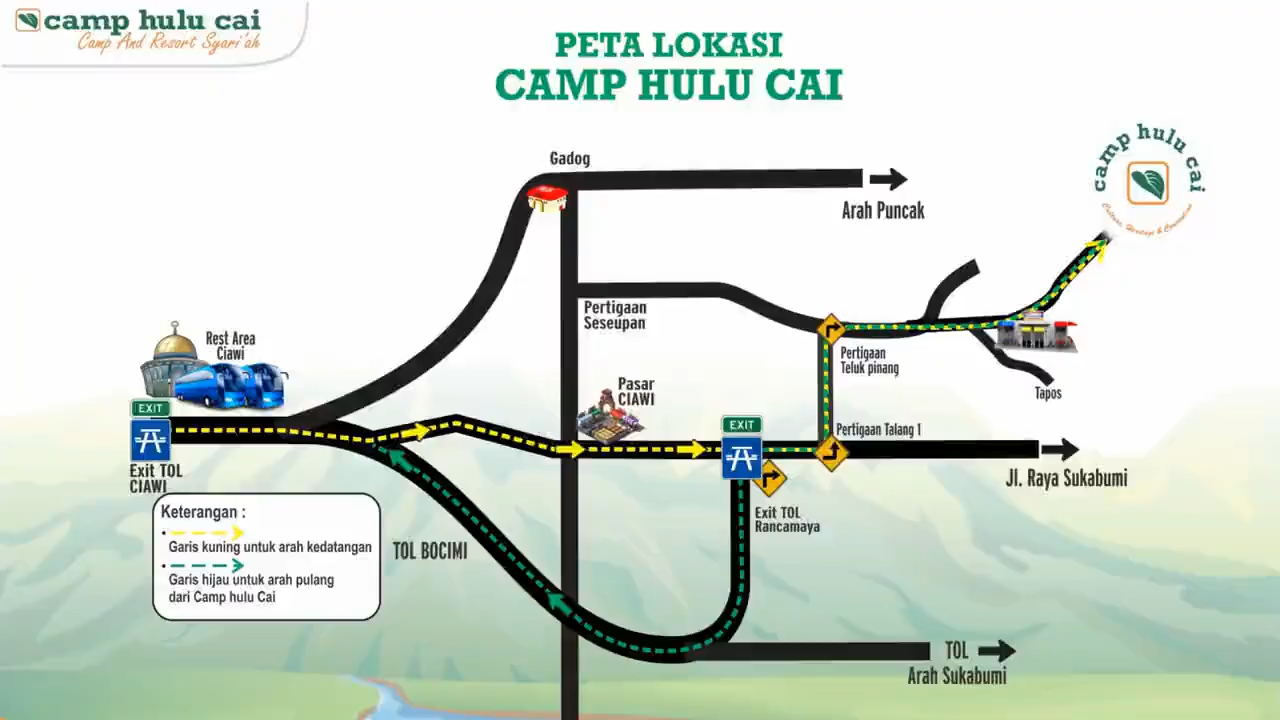 camp hulu cai
Camp And Resort Syari'ah
PETA LOKASI
CAMP HULU CAI
camp hulu cai
Gadog
Arah Puncak
Pertigaan
Seseupan
Rest Area
Ciawi
Pertigaan
Teluk pinang
Pasar
CIAWI
Tapos
EXIT
EXIT
Pertigaan Talang 1
Exit TOL
CIAWI
Jl. Raya Sukabumi
Exit TOL
Rancamaya
Keterangan :
Garis kuning untuk arah kedatangan
Garis hijau untuk arah pulang
dari Camp hulu Cai
TOL BOCIMI
TOL
Arah Sukabumi